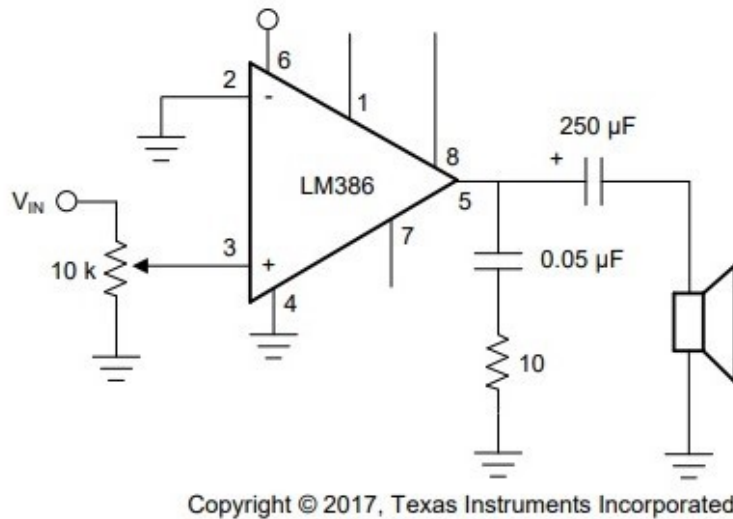 6
2
-
1
250 µF
+
8
LM386
5
V_IN
7
3
0.05 µF
10 k
+
4
10
Copyright © 2017, Texas Instruments Incorporated